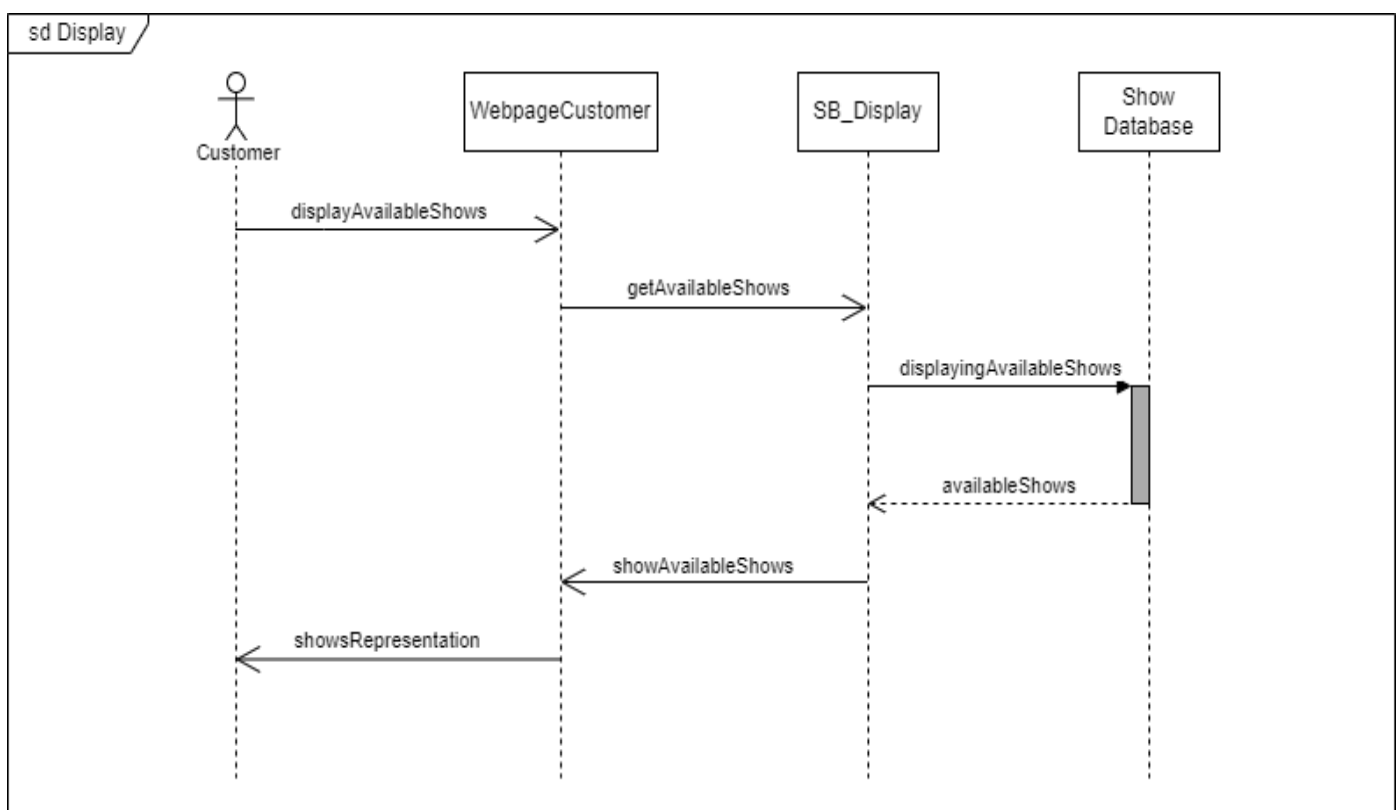 sd Display
Customer
WebpageCustomer
SB_Display
Show
Database
displayAvailableShows
getAvailableShows
displayingAvailableShows
availableShows
showAvailableShows
showsRepresentation